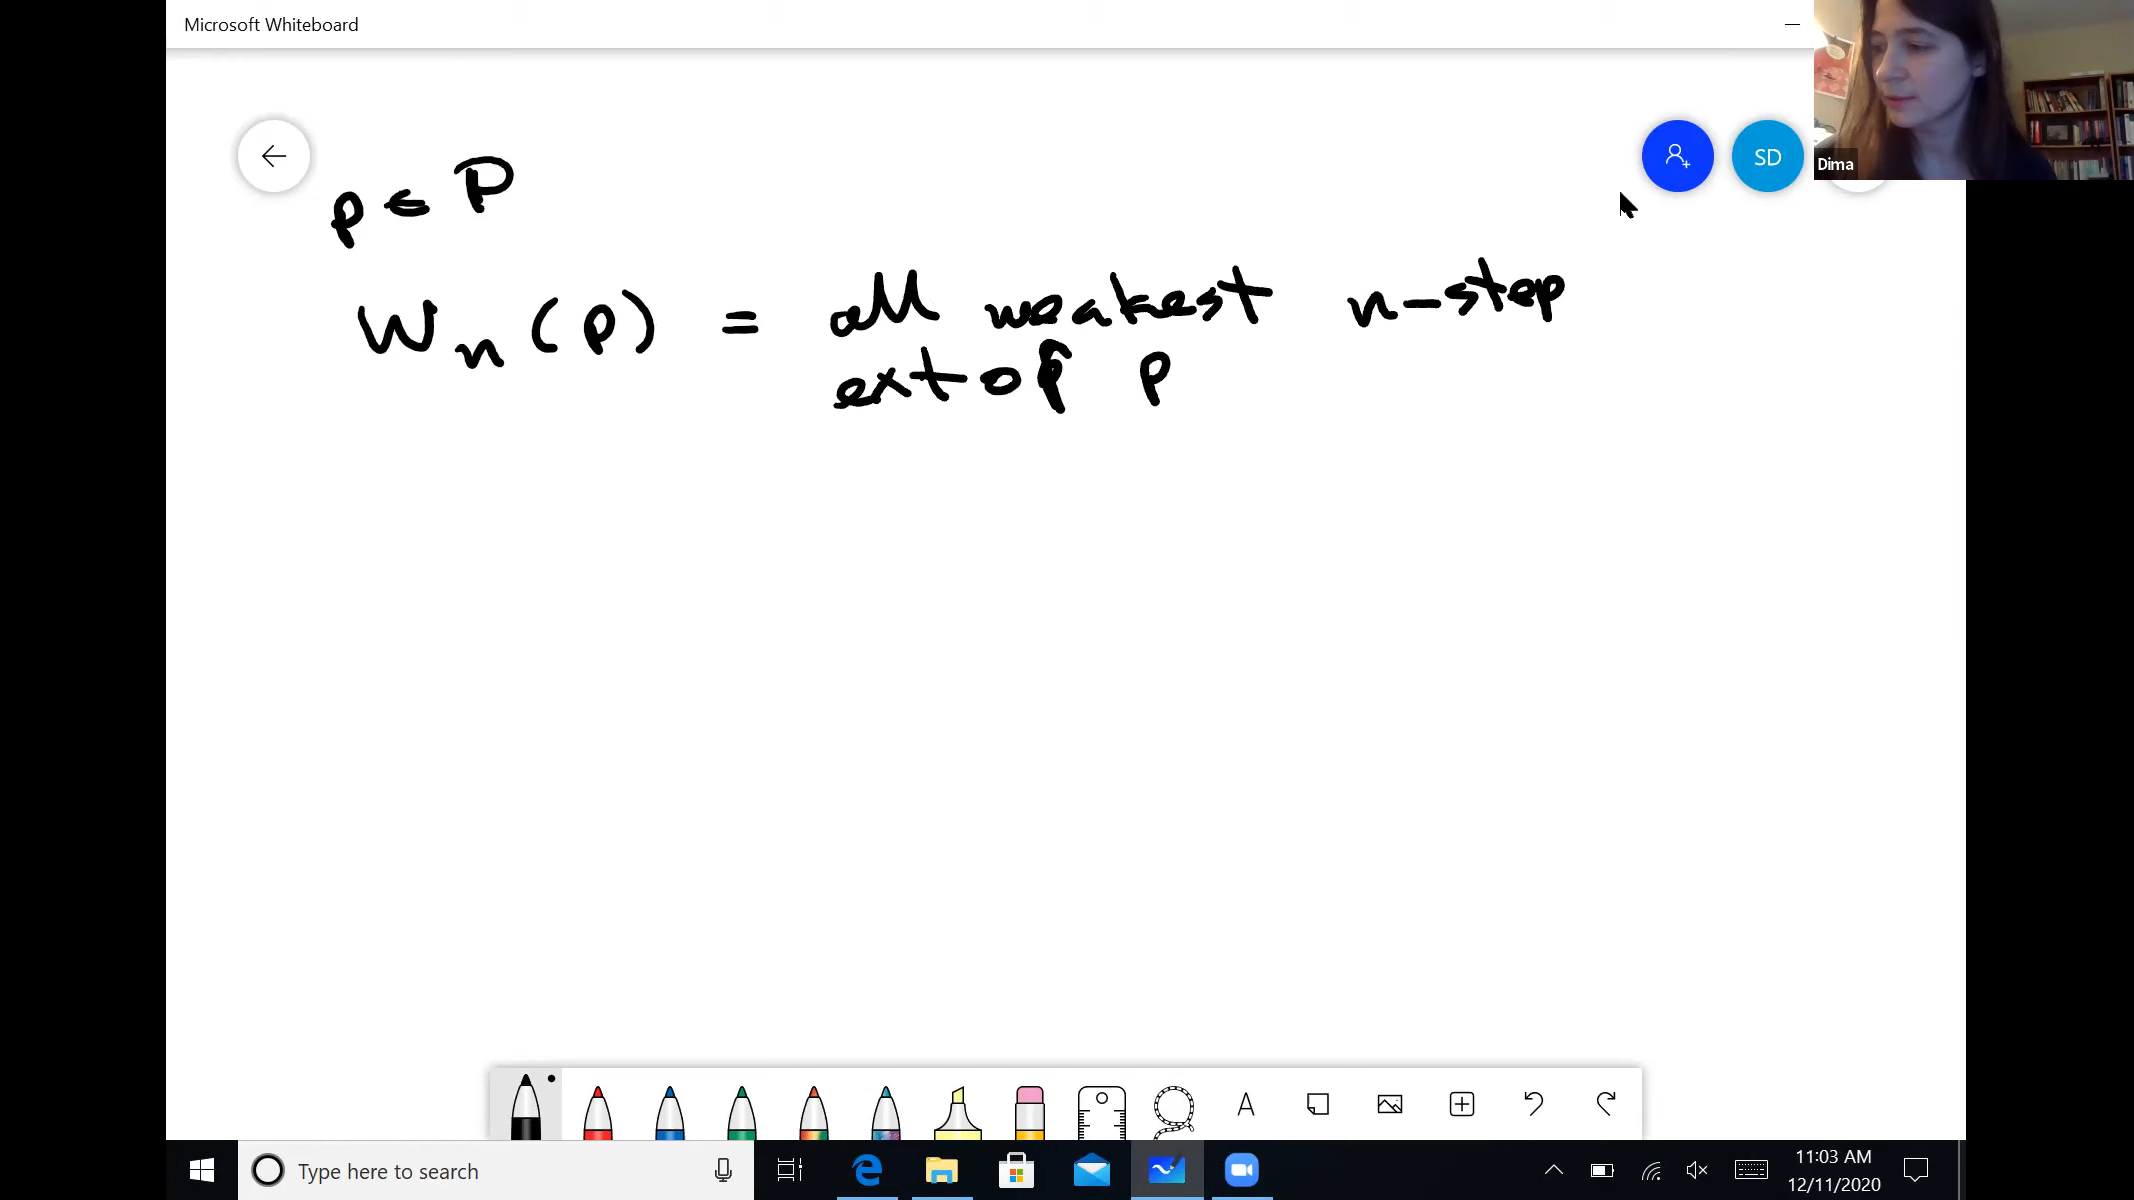 Microsoft Whiteboard
SD
Dima
p ∈ P
Wn (p) = all weakest n-step
ext of p
A
Type here to search
11:03 AM
12/11/2020